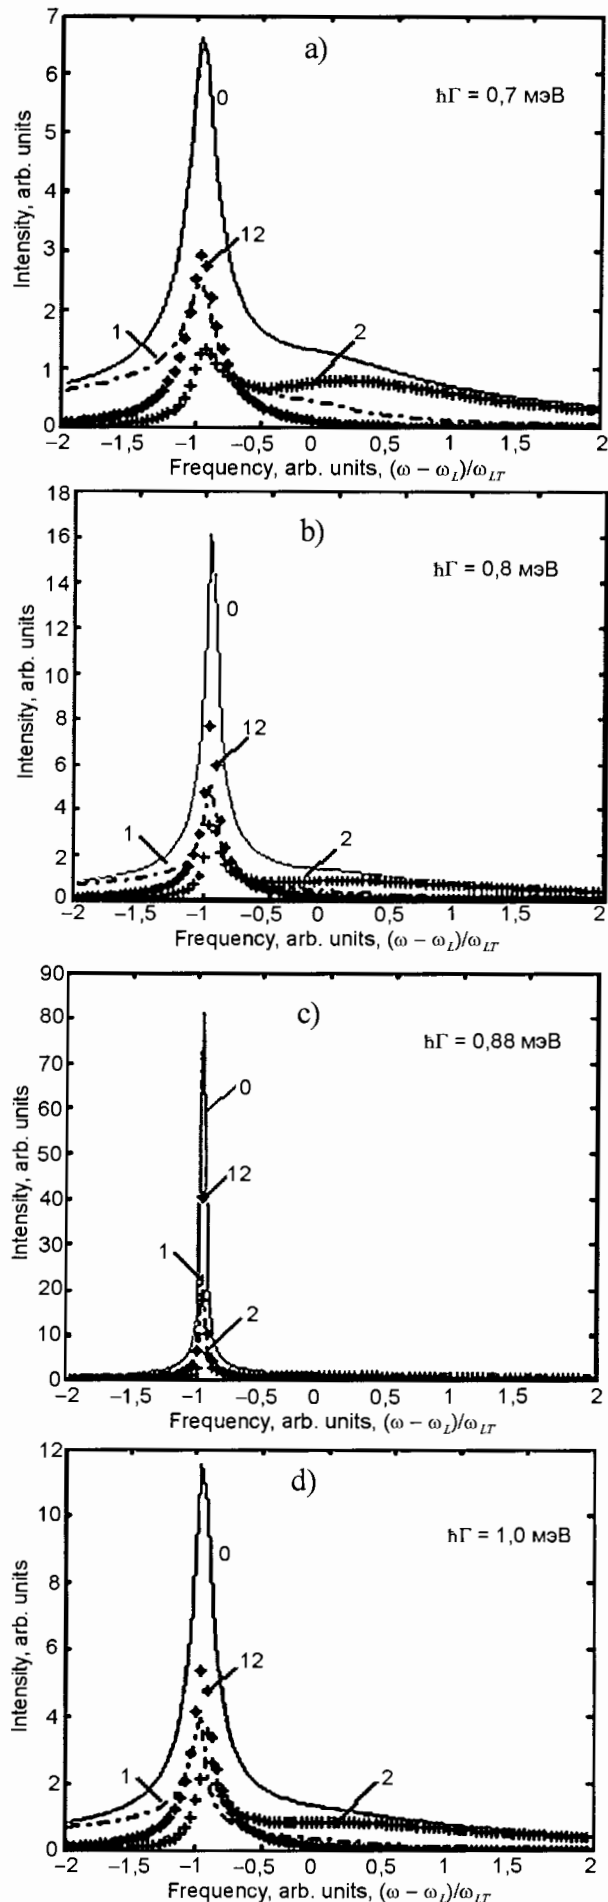 7
6
5
4
3
2
1
0
Intensity, arb. units
a)
ħΓ = 0,7 мэВ
0
12
1
2
−2 −1,5 −1 −0,5 0 0,5 1 1,5 2
Frequency, arb. units, (ω − ω_L)/ω_LT
18
16
14
12
10
8
6
4
2
0
Intensity, arb. units
b)
ħΓ = 0,8 мэВ
0
12
1
2
−2 −1,5 −1 −0,5 0 0,5 1 1,5 2
Frequency, arb. units, (ω − ω_L)/ω_LT
90
80
70
60
50
40
30
20
10
0
Intensity, arb. units
c)
ħΓ = 0,88 мэВ
0
12
1
2
−2 −1,5 −1 −0,5 0 0,5 1 1,5 2
Frequency, arb. units, (ω − ω_L)/ω_LT
12
10
8
6
4
2
0
Intensity, arb. units
d)
ħΓ = 1,0 мэВ
0
12
1
2
−2 −1,5 −1 −0,5 0 0,5 1 1,5 2
Frequency, arb. units, (ω − ω_L)/ω_LT